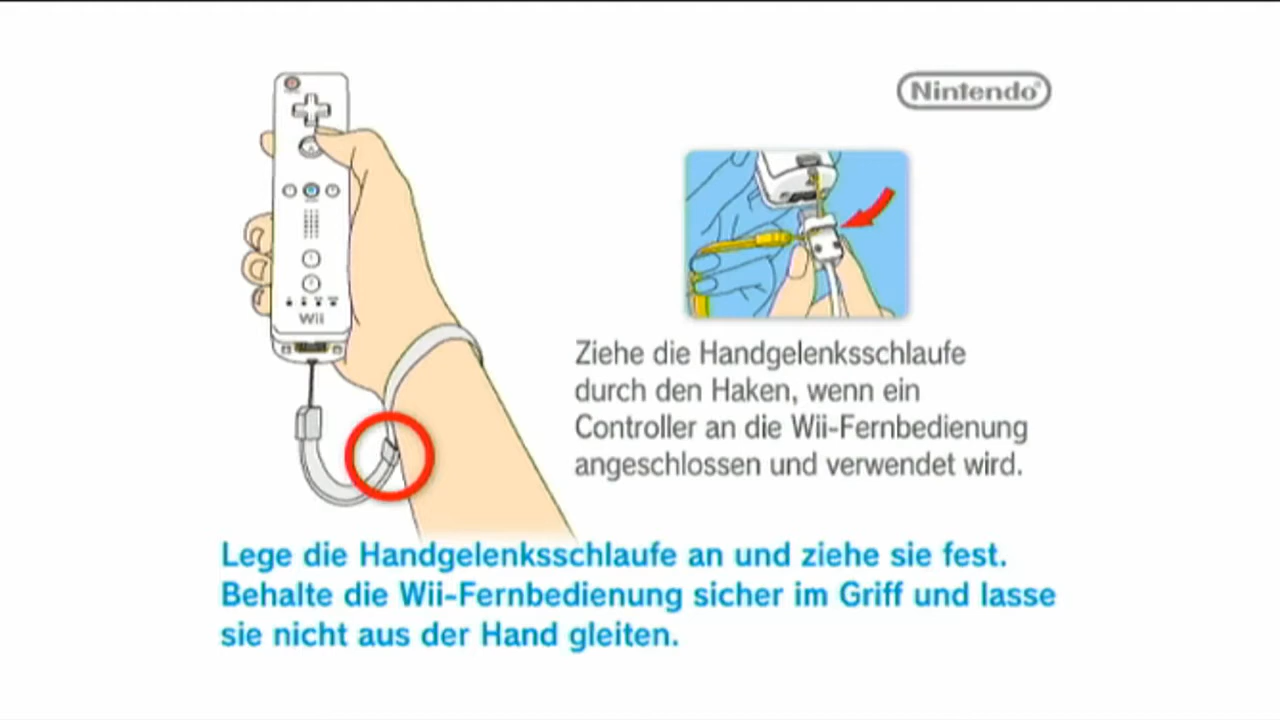 Nintendo
Wii
Ziehe die Handgelenksschlaufe
durch den Haken, wenn ein
Controller an die Wii-Fernbedienung
angeschlossen und verwendet wird.
Lege die Handgelenksschlaufe an und ziehe sie fest.
Behalte die Wii-Fernbedienung sicher im Griff und lasse
sie nicht aus der Hand gleiten.